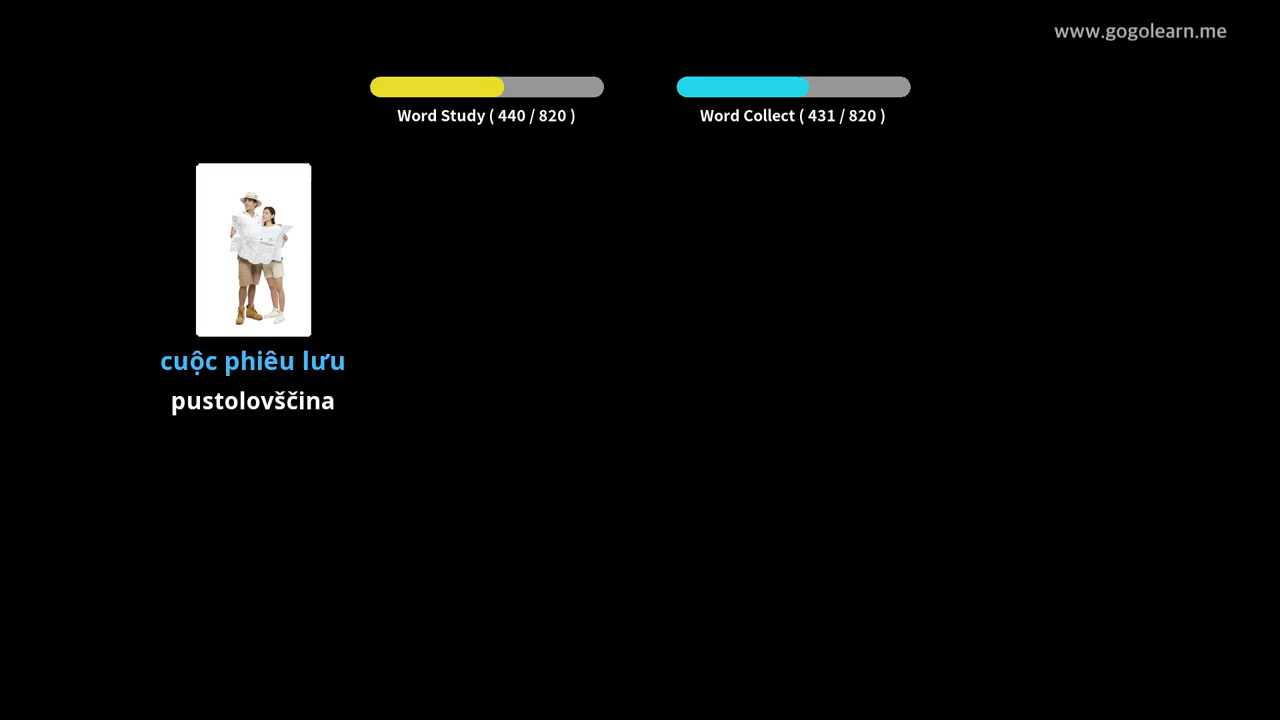 www.gogolearn.me
Word Study ( 440 / 820 )
Word Collect ( 431 / 820 )
cuộc phiêu lưu
pustolovščina